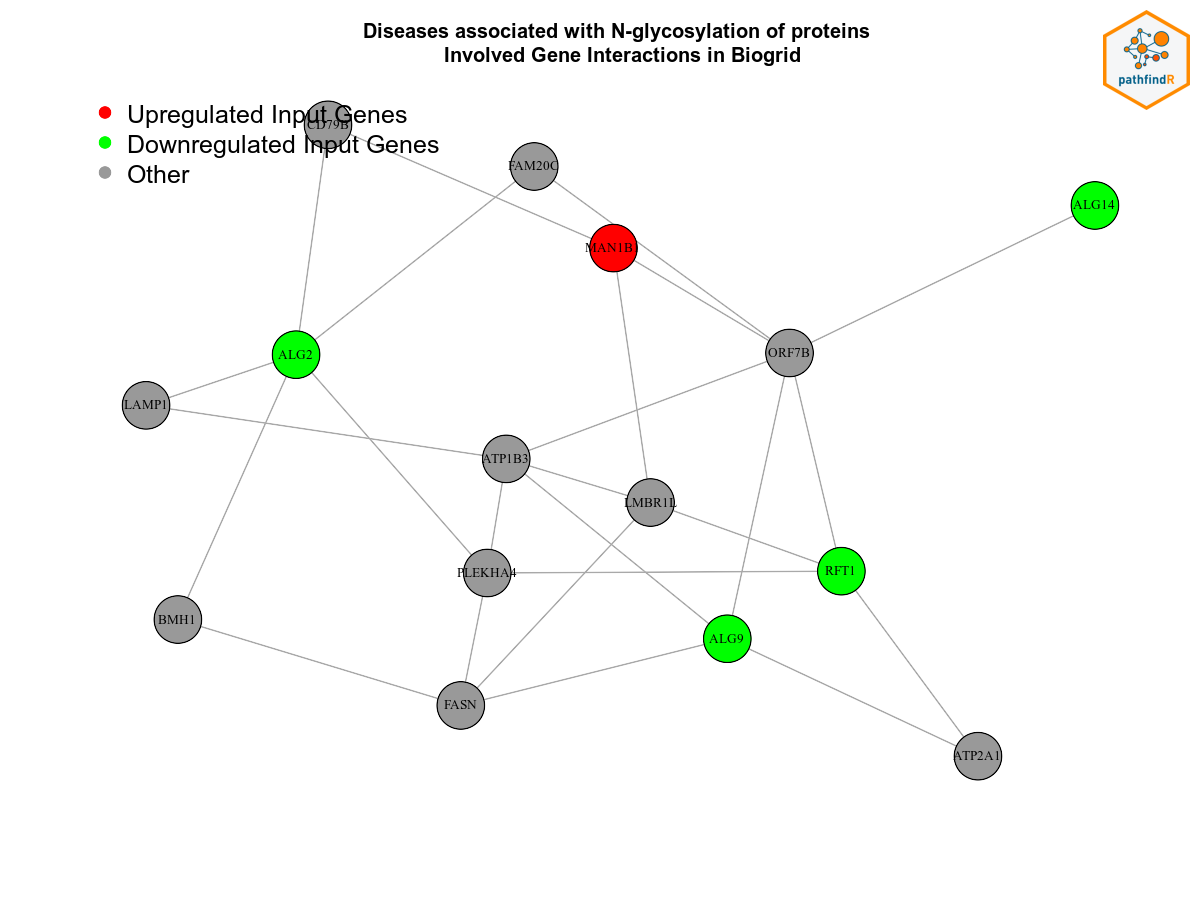 Diseases associated with N-glycosylation of proteins
Involved Gene Interactions in Biogrid
pathfindR
Upregulated Input Genes
Downregulated Input Genes
Other
CD79B
FAM20C
ALG14
MAN1B1
ORF7B
ALG2
LAMP1
ATP1B3
LMBR1L
PLEKHA4
RFT1
BMH1
ALG9
FASN
ATP2A1